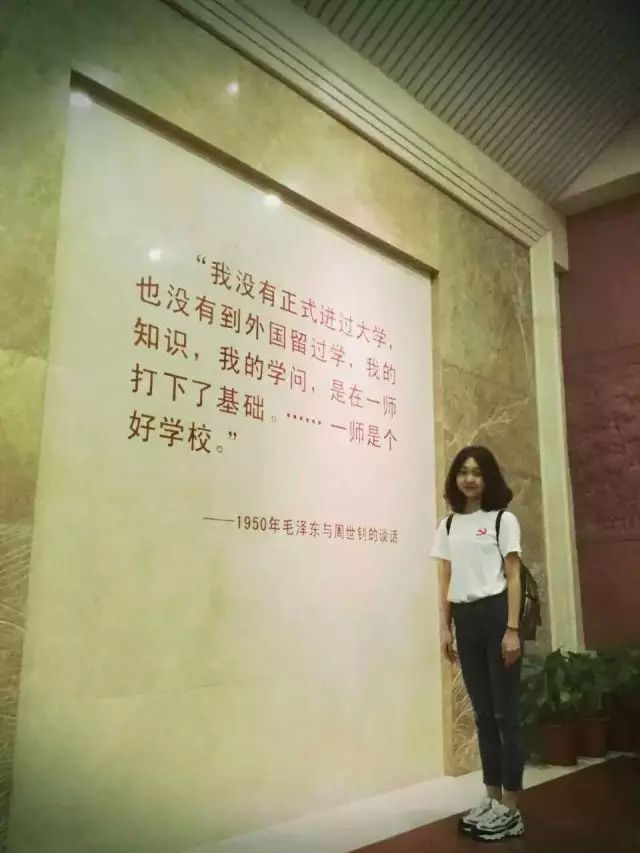 “我没有正式进过大学，
也没有到外国留过学，我的
知识，我的学问，是在一师
打下了基础。…… 一师是个
好学校。”
——1950年毛泽东与周世钊的谈话